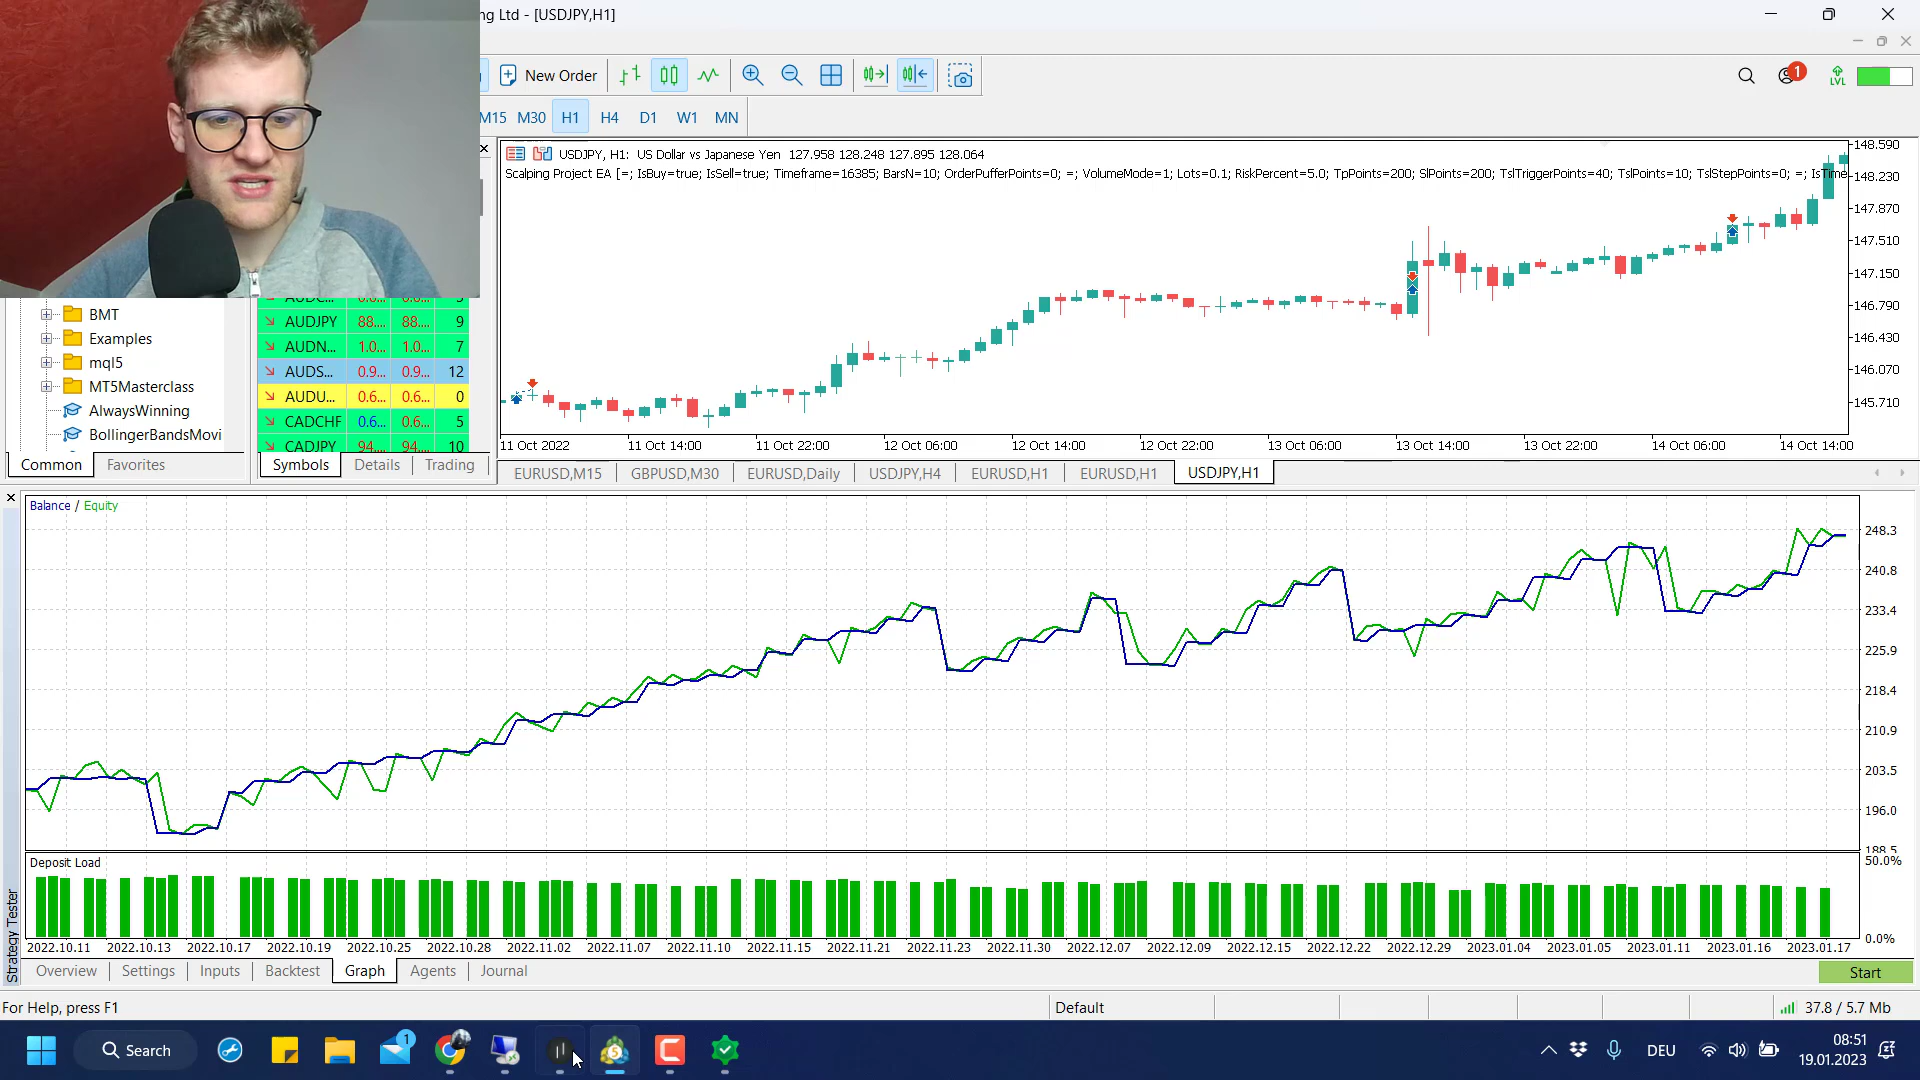 ng Ltd - [USDJPY,H1]
New Order
1
LVL
M15 M30 H1 H4 D1 W1 MN
USDJPY, H1: US Dollar vs Japanese Yen 127.958 128.248 127.895 128.064
Scalping Project EA [=; IsBuy=true; IsSell=true; Timeframe=16385; BarsN=10; OrderPufferPoints=0; =; VolumeMode=1; Lots=0.1; RiskPercent=5.0; TpPoints=200; SlPoints=200; TslTriggerPoints=40; TslPoints=10; TslStepPoints=0; =; IsTime
148.590
148.230
147.870
147.510
147.150
146.790
146.430
146.070
145.710
11 Oct 2022 11 Oct 14:00 11 Oct 22:00 12 Oct 06:00 12 Oct 14:00 12 Oct 22:00 13 Oct 06:00 13 Oct 14:00 13 Oct 22:00 14 Oct 06:00 14 Oct 14:00
BMT
Examples
mql5
MT5Masterclass
AlwaysWinning
BollingerBandsMovi
Common Favorites
AUDJPY 88.... 88.... 9
AUDN... 1.0... 1.0... 7
AUDS... 0.9... 0.9... 12
AUDU... 0.6... 0.6... 0
CADCHF 0.6... 0.6... 5
CADJPY 94.... 94.... 10
Symbols Details Trading
EURUSD,M15 GBPUSD,M30 EURUSD,Daily USDJPY,H4 EURUSD,H1 EURUSD,H1 USDJPY,H1
Balance / Equity
248.3
240.8
233.4
225.9
218.4
210.9
203.5
196.0
188.5
Deposit Load
50.0%
0.0%
2022.10.11 2022.10.13 2022.10.17 2022.10.19 2022.10.25 2022.10.28 2022.11.02 2022.11.07 2022.11.10 2022.11.15 2022.11.21 2022.11.23 2022.11.30 2022.12.07 2022.12.09 2022.12.15 2022.12.22 2022.12.29 2023.01.04 2023.01.05 2023.01.11 2023.01.16 2023.01.17
Strategy Tester
Overview Settings Inputs Backtest Graph Agents Journal
Start
For Help, press F1
Default
37.8 / 5.7 Mb
Search
1
DEU
08:51
19.01.2023